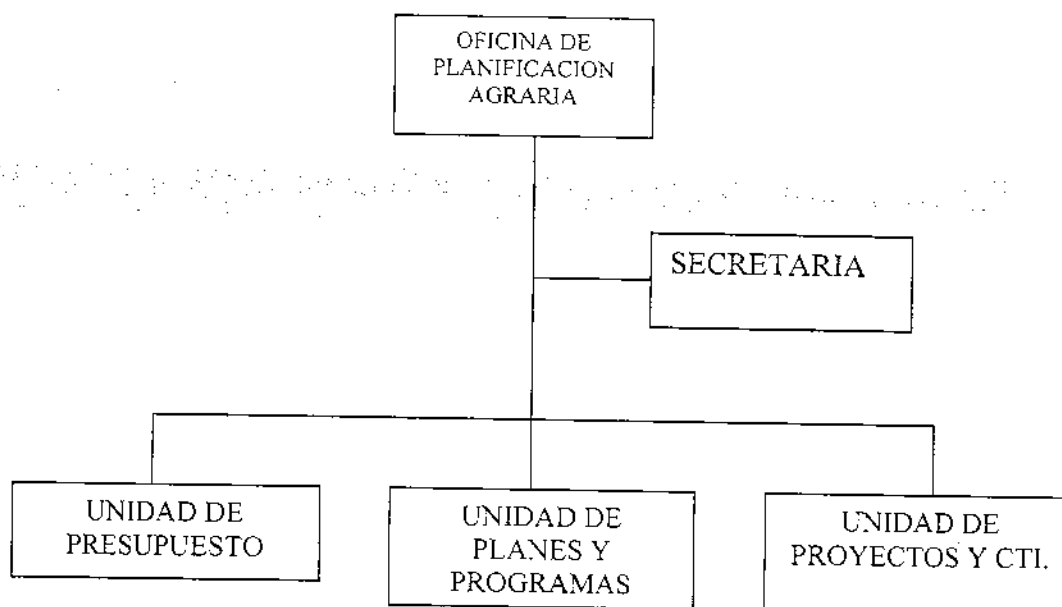 OFICINA DE
PLANIFICACION
AGRARIA
SECRETARIA
UNIDAD DE
PRESUPUESTO
UNIDAD DE
PLANES Y
PROGRAMAS
UNIDAD DE
PROYECTOS Y CTI.